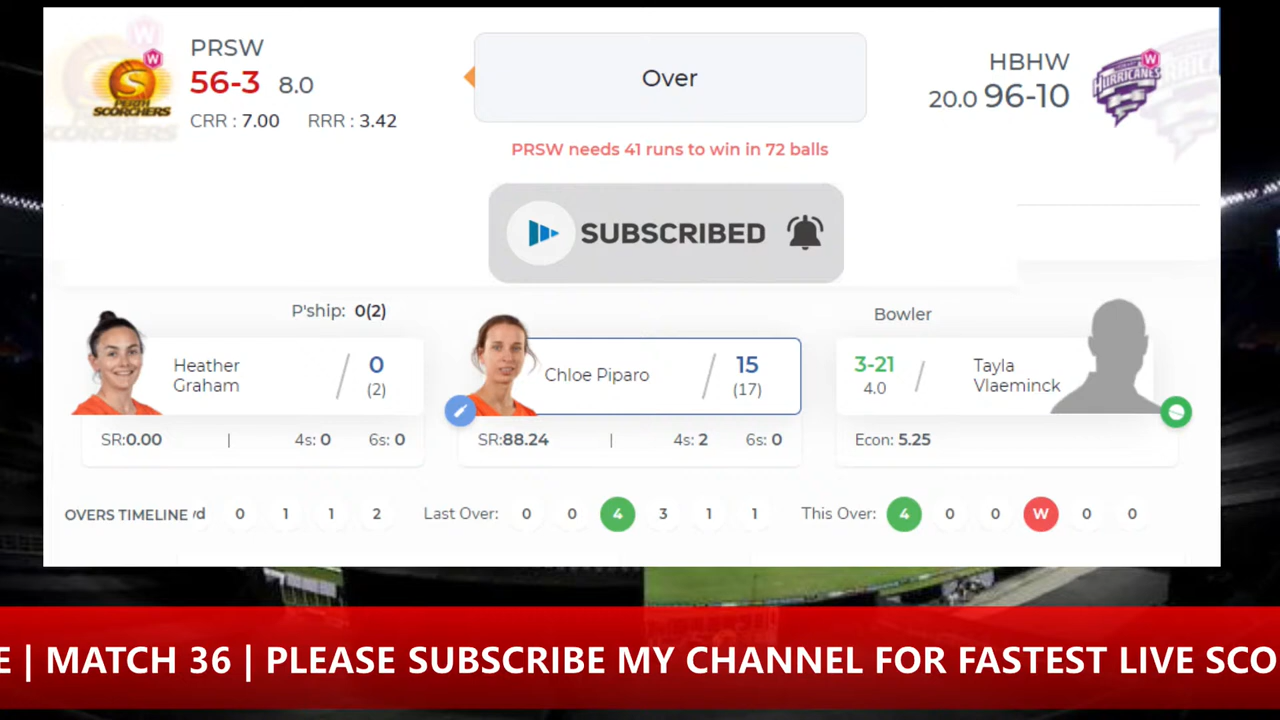 PRSW
56-3 8.0
CRR : 7.00 RRR : 3.42
Over
HBHW
20.0 96-10
W
PERTH
SCORCHERS
W
HURRICANES
PRSW needs 41 runs to win in 72 balls
SUBSCRIBED
P'ship: 0(2)
Bowler
Heather
Graham
0
(2)
Chloe Piparo
15
(17)
3-21
4.0
Tayla
Vlaeminck
SR:0.00 | 4s: 0 6s: 0
SR:88.24 | 4s: 2 6s: 0
Econ: 5.25
OVERS TIMELINE d 0 1 1 2 Last Over: 0 0 4 3 1 1 This Over: 4 0 0 W 0 0
E | MATCH 36 | PLEASE SUBSCRIBE MY CHANNEL FOR FASTEST LIVE SCO